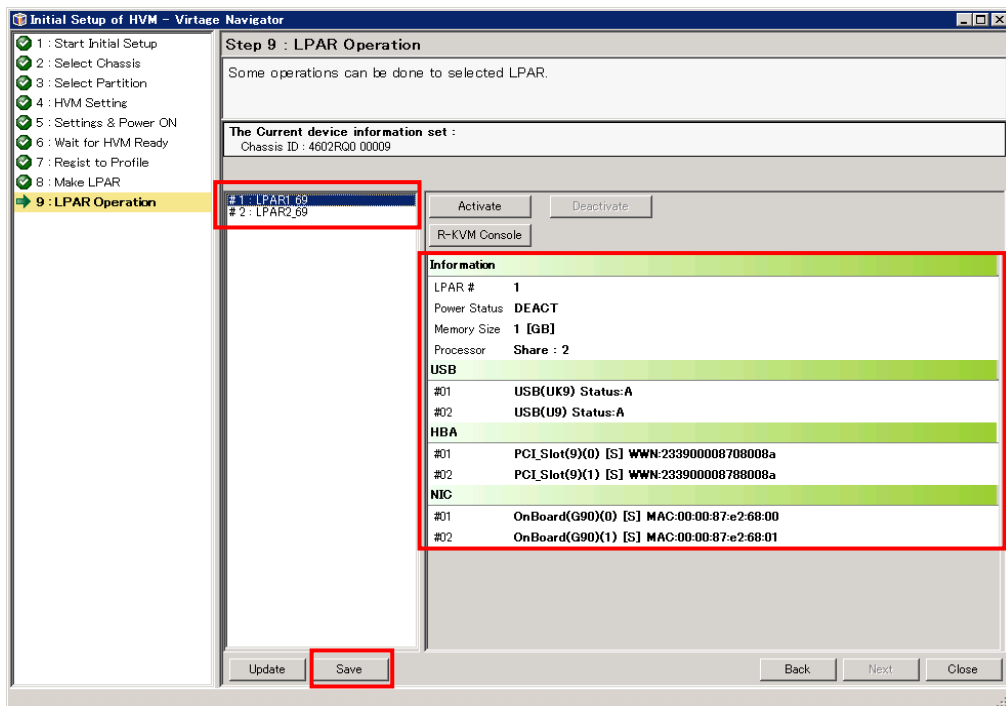 Initial Setup of HVM - Virtage Navigator
1 : Start Initial Setup
2 : Select Chassis
3 : Select Partition
4 : HVM Setting
5 : Settings & Power ON
6 : Wait for HVM Ready
7 : Regist to Profile
8 : Make LPAR
9 : LPAR Operation
Step 9 : LPAR Operation
Some operations can be done to selected LPAR.
The Current device information set :
Chassis ID : 4602RQ0 00009
# 1 : LPAR1_69
# 2 : LPAR2_69
Activate
Deactivate
R-KVM Console
Information
LPAR # 1
Power Status DEACT
Memory Size 1 [GB]
Processor Share : 2
USB
#01 USB(UK9) Status:A
#02 USB(U9) Status:A
HBA
#01 PCI_Slot(9)(0) [S] WWN:233900008708008a
#02 PCI_Slot(9)(1) [S] WWN:233900008788008a
NIC
#01 OnBoard(G90)(0) [S] MAC:00:00:87:e2:68:00
#02 OnBoard(G90)(1) [S] MAC:00:00:87:e2:68:01
Update
Save
Back
Next
Close